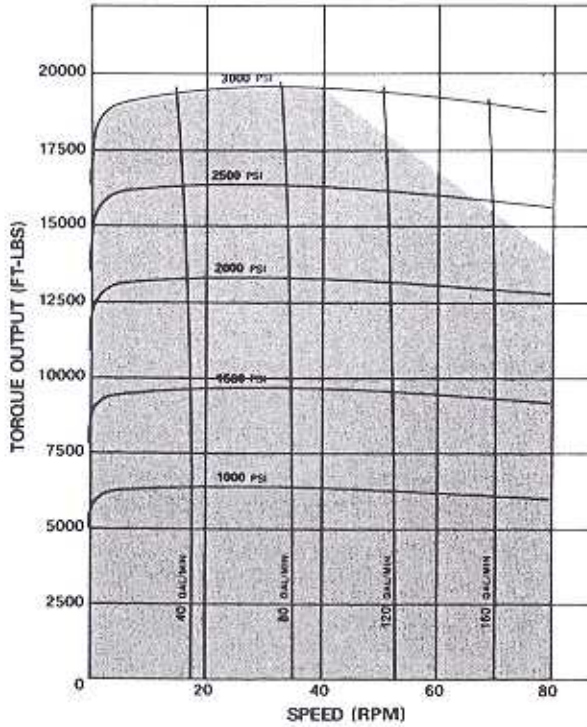 20000
17500
15000
12500
10000
7500
5000
2500
0
TORQUE OUTPUT (FT-LBS)
3000 PSI
2500 PSI
2000 PSI
1500 PSI
1000 PSI
40 GAL/MIN
80 GAL/MIN
120 GAL/MIN
160 GAL/MIN
20
40
60
80
SPEED (RPM)